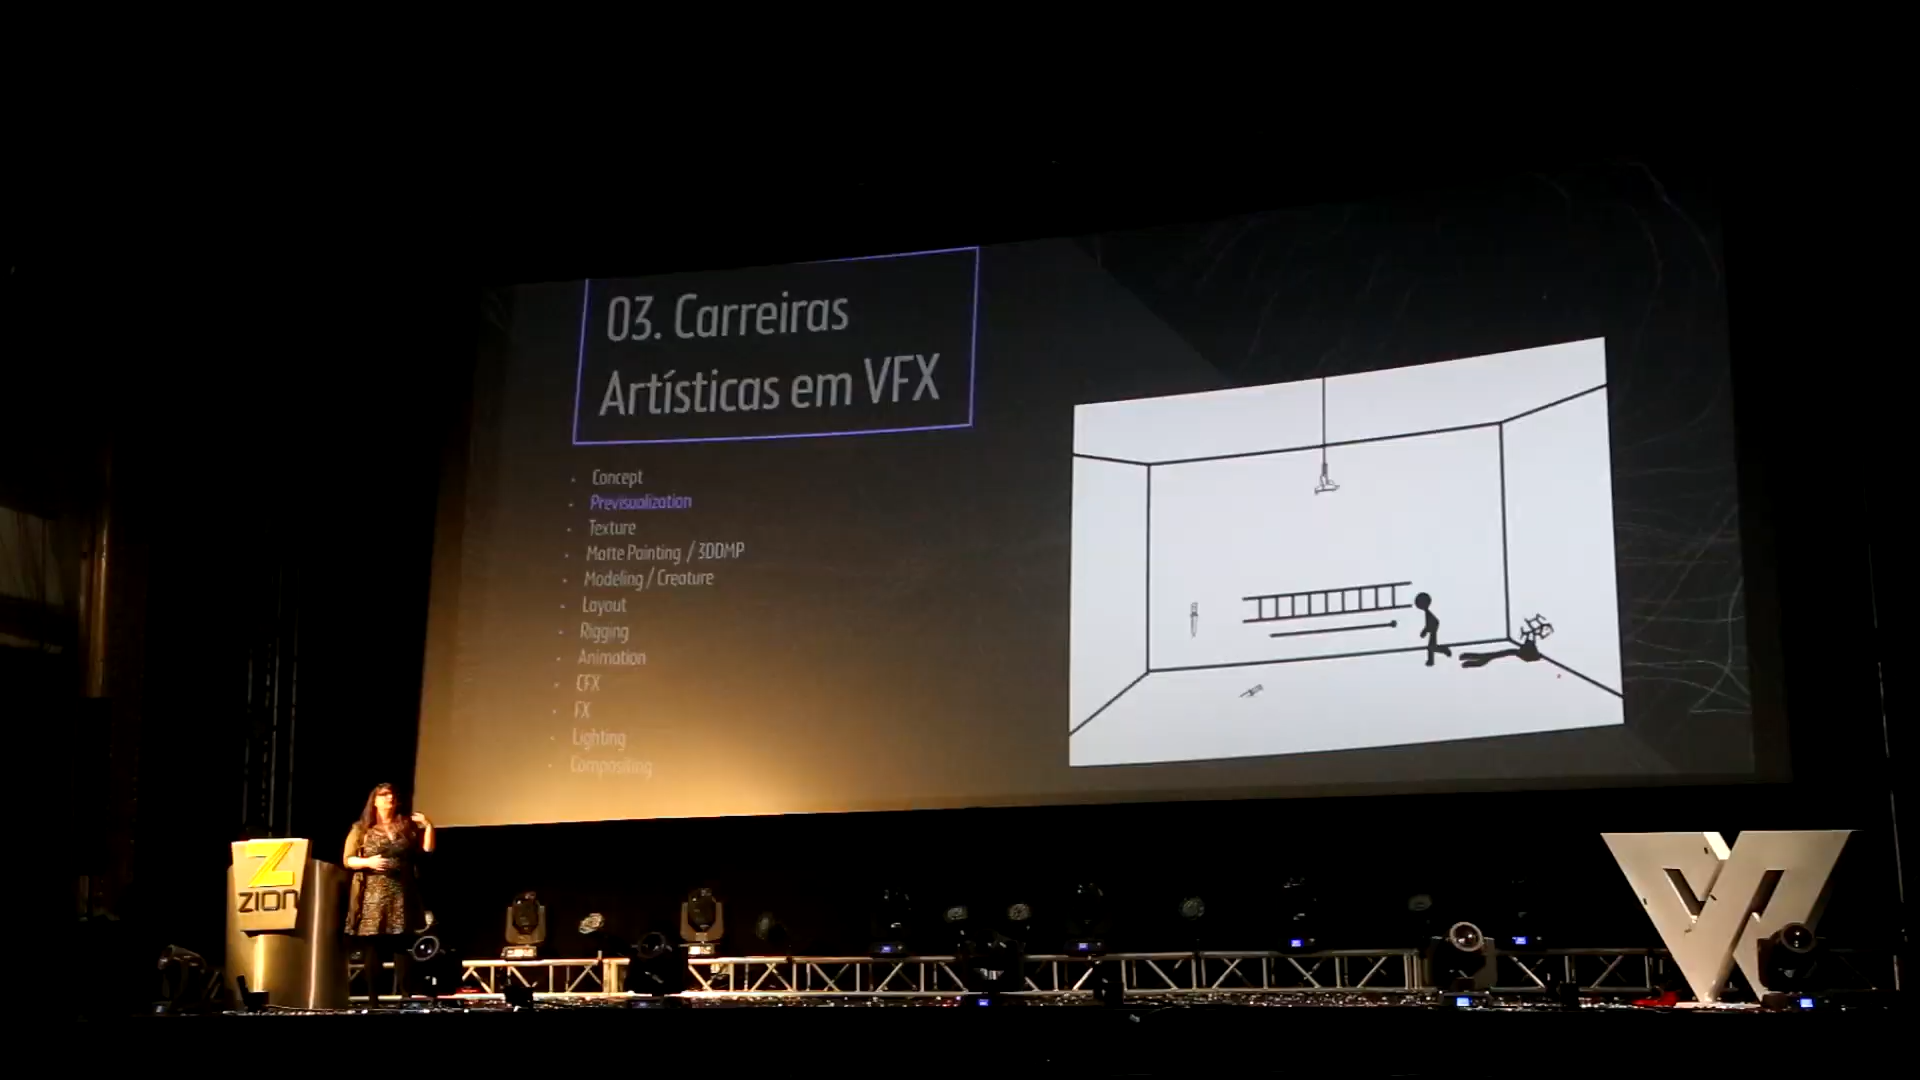 03. Carreiras
Artísticas em VFX
Concept
Previsualization
Texture
Matte Painting / 3DDMP
Modeling / Creature
Layout
Rigging
Animation
CFX
FX
Lighting
Compositing
Z
ZION